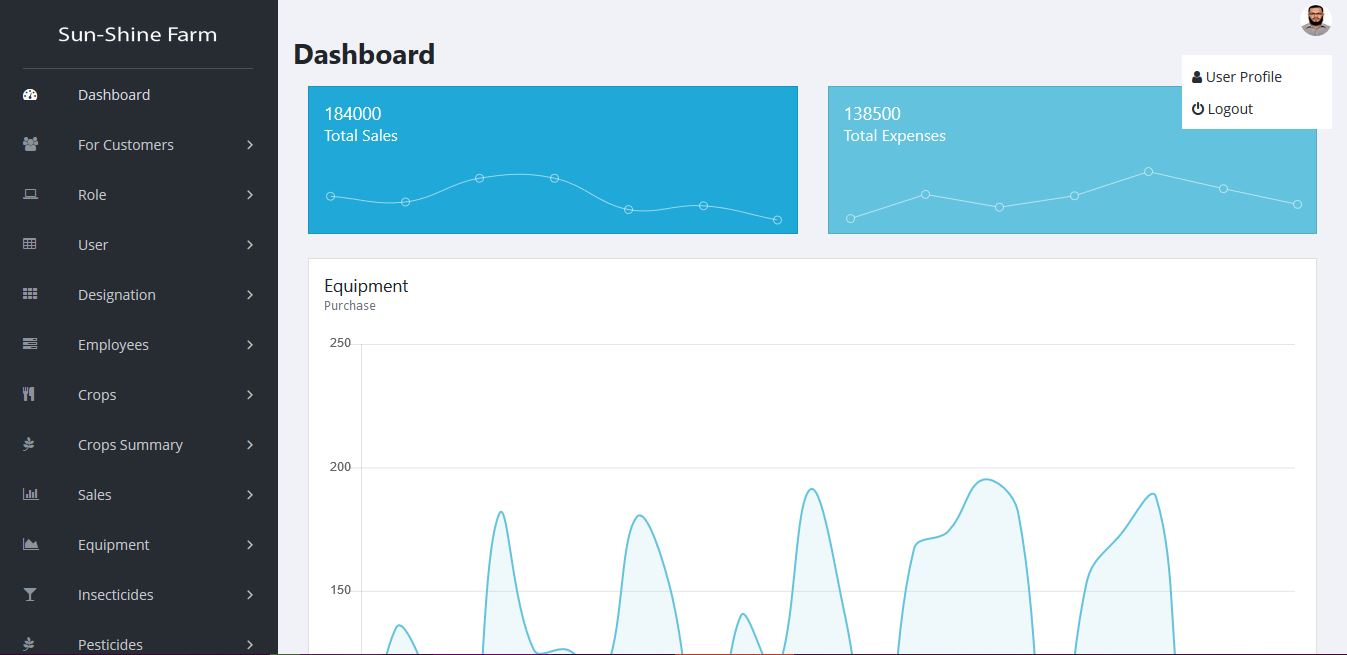 Sun-Shine Farm
Dashboard
For Customers
Role
User
Designation
Employees
Crops
Crops Summary
Sales
Equipment
Insecticides
Pesticides
Dashboard
User Profile
Logout
184000
Total Sales
138500
Total Expenses
Equipment
Purchase
250
200
150